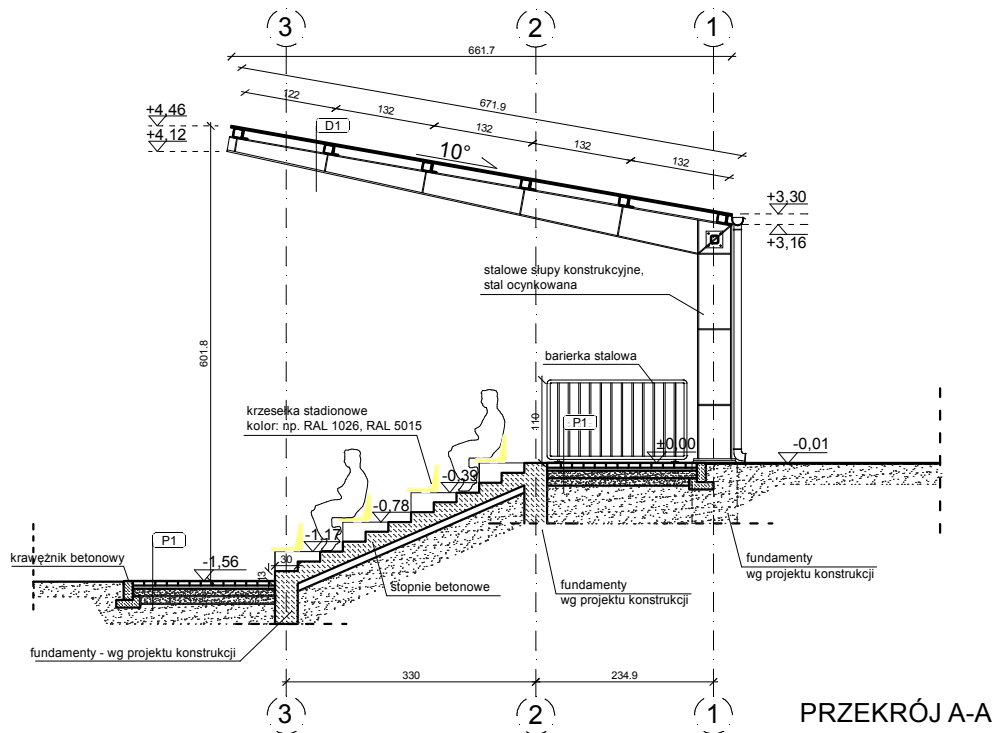 3
2
1
661.7
671.9
122
132
132
132
132
+4,46
+4,12
D1
10°
+3,30
+3,16
stalowe słupy konstrukcyjne,
stal ocynkowana
601.8
barierka stalowa
krzesełka stadionowe
kolor: np. RAL 1026, RAL 5015
110
P1
±0,00
-0,01
-0,39
-0,78
-1,17
P1
krawężnik betonowy
-1,56
30
13
stopnie betonowe
fundamenty
wg projektu konstrukcji
fundamenty
wg projektu konstrukcji
fundamenty - wg projektu konstrukcji
330
234.9
3
2
1
PRZEKRÓJ A-A